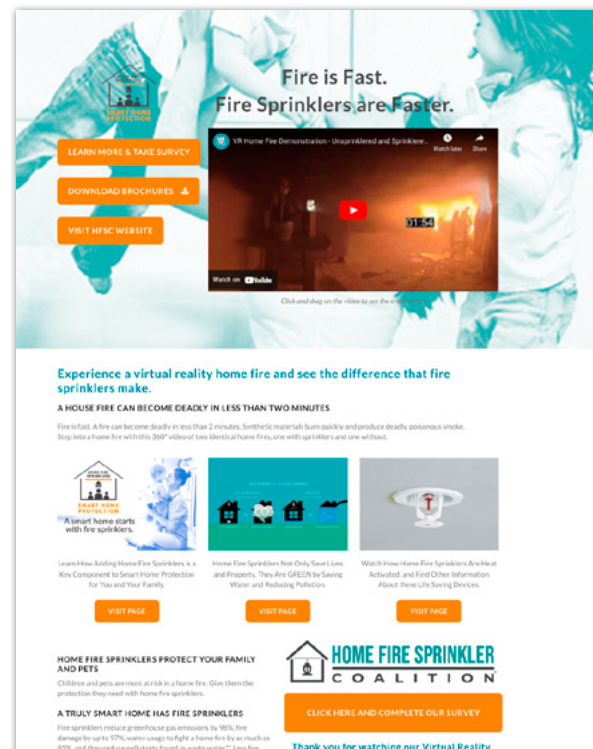 Fire is Fast.
Fire Sprinklers are Faster.
SMART HOME
PROTECTION
LEARN MORE & TAKE SURVEY
DOWNLOAD BROCHURES
VISIT HFSC WEBSITE
VR Home Fire Demonstration - Unsprinklered and Sprinklere...
Watch later
Share
01:54
Watch on YouTube
Click and drag on the video to see the
Experience a virtual reality home fire and see the difference that fire
sprinklers make.
A HOUSE FIRE CAN BECOME DEADLY IN LESS THAN TWO MINUTES
Fire is fast. A fire can become deadly in less than 2 minutes. Synthetic materials burn quickly and produce deadly poisonous smoke.
Step into a home fire with this 360° video of two identical home fires, one with sprinklers and one without.
HOME FIRE
SPRINKLERS
SMART HOME
PROTECTION
A smart home starts
with fire sprinklers.
Learn How Adding Home Fire Sprinklers is a
Key Component to Smart Home Protection
for You and Your Family.
VISIT PAGE
Home Fire Sprinklers Not Only Save Lives
and Property, They Are GREEN by Saving
Water and Reducing Pollution.
VISIT PAGE
Watch How Home Fire Sprinklers Are Heat
Activated, and Find Other Information
About these Life Saving Devices.
VISIT PAGE
HOME FIRE SPRINKLERS PROTECT YOUR FAMILY
AND PETS
Children and pets are most at risk in a home fire. Give them the
protection they need with home fire sprinklers.
A TRULY SMART HOME HAS FIRE SPRINKLERS
Fire sprinklers reduce greenhouse gas emissions by 98%, fire
damage by up to 97%, water usage to fight a home fire by as much as
HOME FIRE SPRINKLER
COALITION
CLICK HERE AND COMPLETE OUR SURVEY
Thank you for watching our Virtual Reality